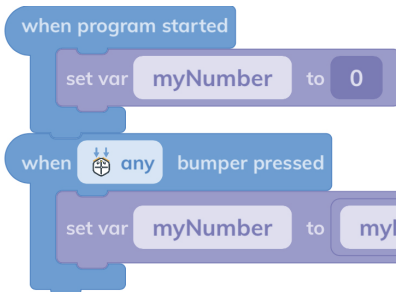 when program started
set var myNumber to 0
when any bumper pressed
set var myNumber to